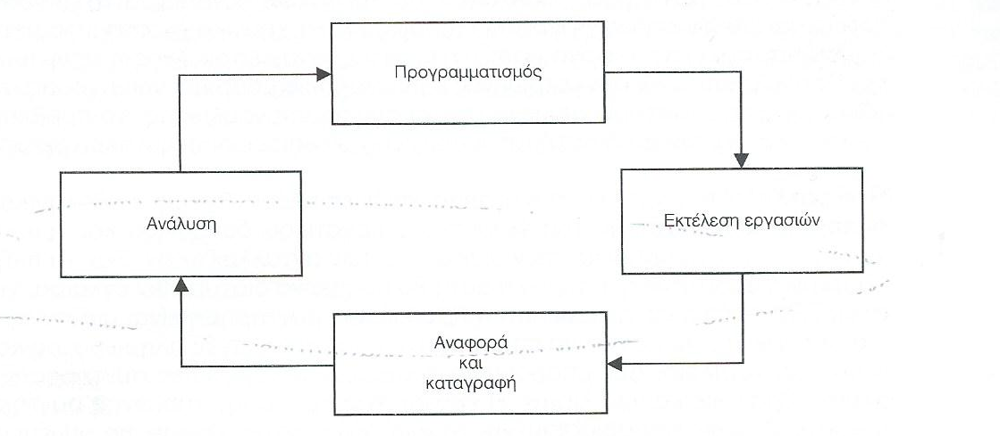 Προγραμματισμός
Ανάλυση
Εκτέλεση εργασιών
Αναφορά
και
καταγραφή